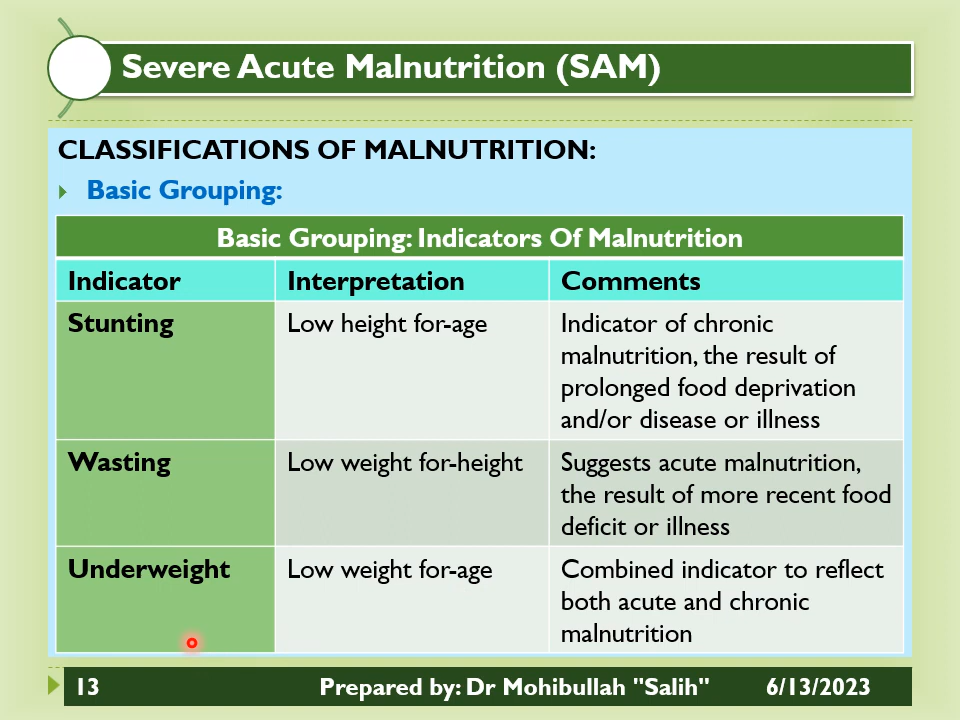 Severe Acute Malnutrition (SAM)
CLASSIFICATIONS OF MALNUTRITION:
Basic Grouping:
Basic Grouping: Indicators Of Malnutrition
Indicator
Interpretation
Comments
Stunting
Low height for-age
Indicator of chronic
malnutrition, the result of
prolonged food deprivation
and/or disease or illness
Wasting
Low weight for-height
Suggests acute malnutrition,
the result of more recent food
deficit or illness
Underweight
Low weight for-age
Combined indicator to reflect
both acute and chronic
malnutrition
13
Prepared by: Dr Mohibullah "Salih"
6/13/2023